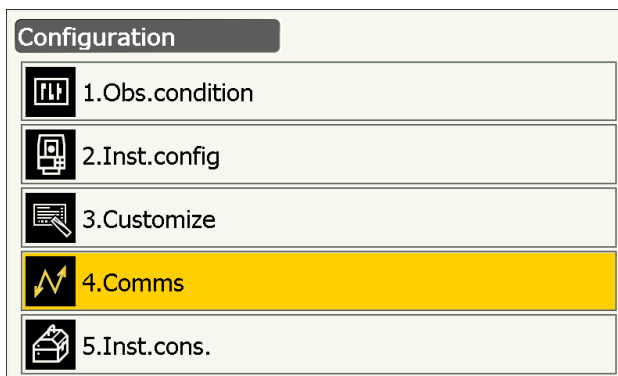 Configuration
1.Obs.condition
2.Inst.config
3.Customize
4.Comms
5.Inst.cons.